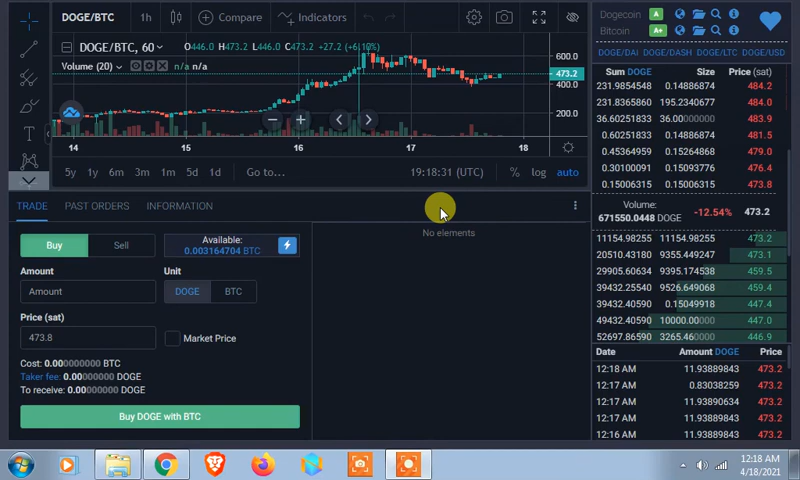 DOGE/BTC 1h Compare Indicators
DOGE/BTC, 60 O446.0 H473.2 L446.0 C473.2 +27.2 (+6.10%)
Volume (20) n/a n/a
600.0
473.2
400.0
200.0
14 15 16 17 18
5y 1y 6m 3m 1m 5d 1d Go to... 19:18:31 (UTC) % log auto
TRADE PAST ORDERS INFORMATION
Buy Sell
Available:
0.003164704 BTC
No elements
Amount Unit
Amount DOGE BTC
Price (sat)
473.8 Market Price
Cost: 0.000000000 BTC
Taker fee: 0.000000000 DOGE
To receive: 0.000000000 DOGE
Buy DOGE with BTC
Dogecoin A
Bitcoin A+
DOGE/DAI DOGE/DASH DOGE/LTC DOGE/USD
Sum DOGE Size Price (sat)
231.9854548 0.14886874 484.2
231.8365860 195.2340677 484.0
36.60251833 36.00000000 483.9
0.60251833 0.14886874 481.5
0.45364959 0.15264868 479.0
0.30100091 0.15093776 476.4
0.15006315 0.15006315 473.8
Volume:
671550.0448 DOGE -12.54% 473.2
11154.98255 11154.98255 473.2
20510.43180 9355.449247 473.1
29905.60634 9395.174538 459.5
39432.25540 9526.649068 459.4
39432.40590 0.15049918 447.4
49432.40590 10000.00000 447.0
52697.86590 3265.460000 446.9
Date Amount DOGE Price
12:18 AM 11.93889843 473.2
12:17 AM 0.83038259 473.2
12:17 AM 11.93890634 473.2
12:17 AM 11.93889843 473.2
12:16 AM 11.93889843 473.2
12:18 AM
4/18/2021